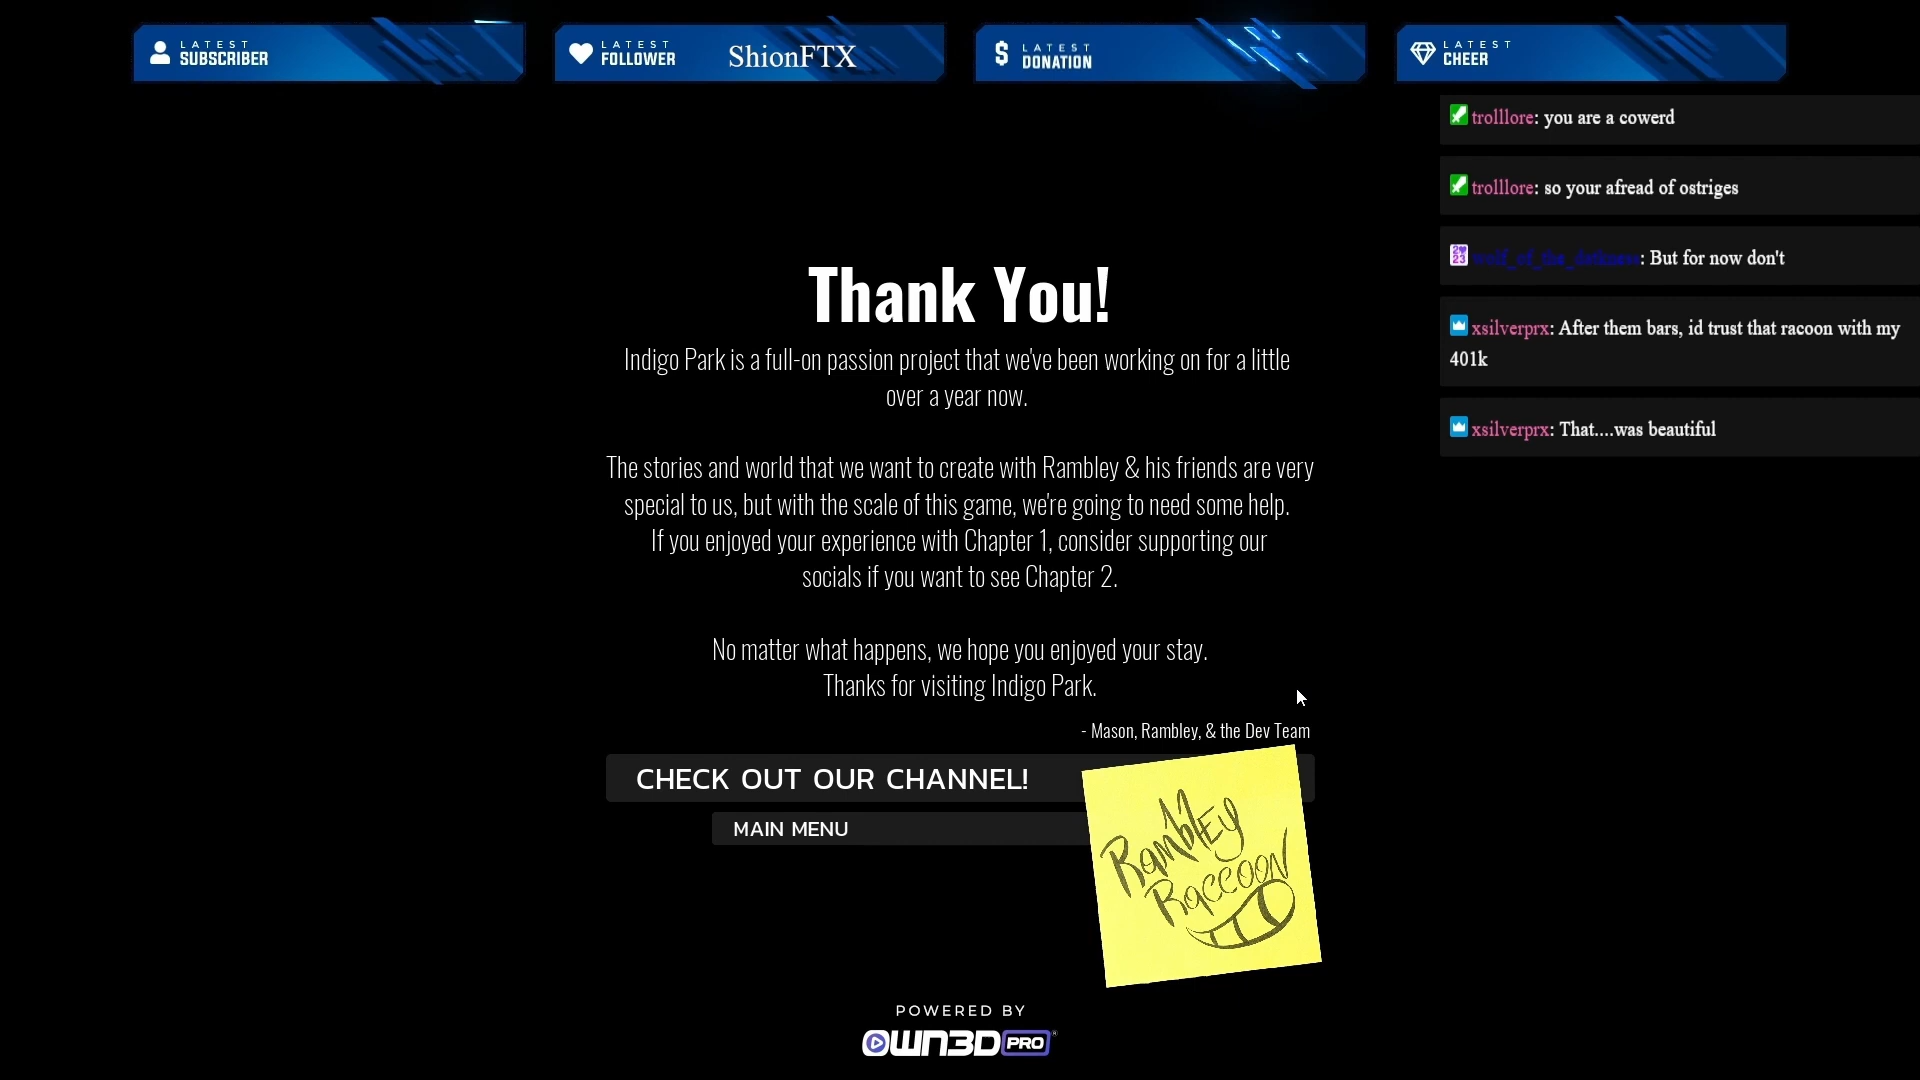 LATEST
SUBSCRIBER
LATEST
FOLLOWER
ShionFTX
LATEST
DONATION
LATEST
CHEER
trolllore: you are a cowerd
trolllore: so your afread of ostriges
wolf_of_the_darkness: But for now don't
xsilverprx: After them bars, id trust that racoon with my
401k
xsilverprx: That....was beautiful
Thank You!
Indigo Park is a full-on passion project that we've been working on for a little
over a year now.
The stories and world that we want to create with Rambley & his friends are very
special to us, but with the scale of this game, we're going to need some help.
If you enjoyed your experience with Chapter 1, consider supporting our
socials if you want to see Chapter 2.
No matter what happens, we hope you enjoyed your stay.
Thanks for visiting Indigo Park.
- Mason, Rambley, & the Dev Team
CHECK OUT OUR CHANNEL!
MAIN MENU
Rambley
Raccoon
POWERED BY
OWN3D PRO